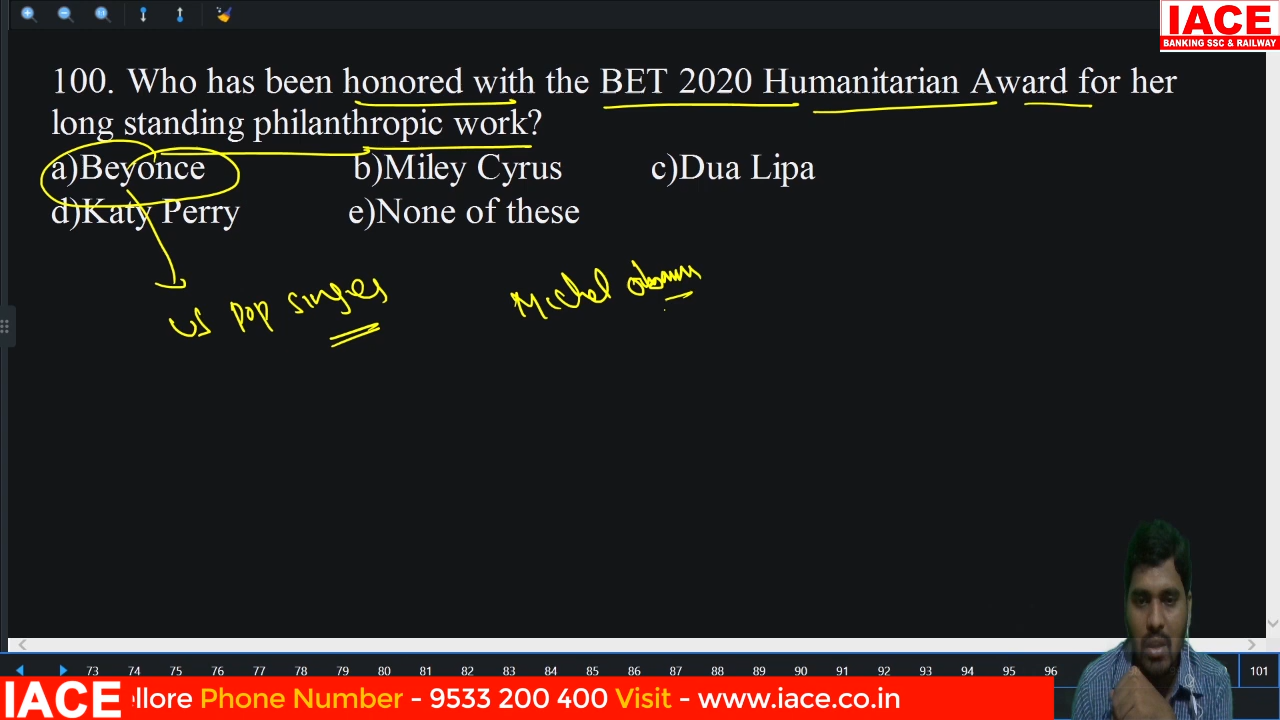 IACE
BANKING SSC & RAILWAY
100. Who has been honored with the BET 2020 Humanitarian Award for her
long standing philanthropic work?
a)Beyonce b)Miley Cyrus c)Dua Lipa
d)Katy Perry e)None of these
us pop singer
Michel obama
73 74 75 76 77 78 79 80 81 82 83 84 85 86 87 88 89 90 91 92 93 94 95 96 101
IACE ellore Phone Number - 9533 200 400 Visit - www.iace.co.in